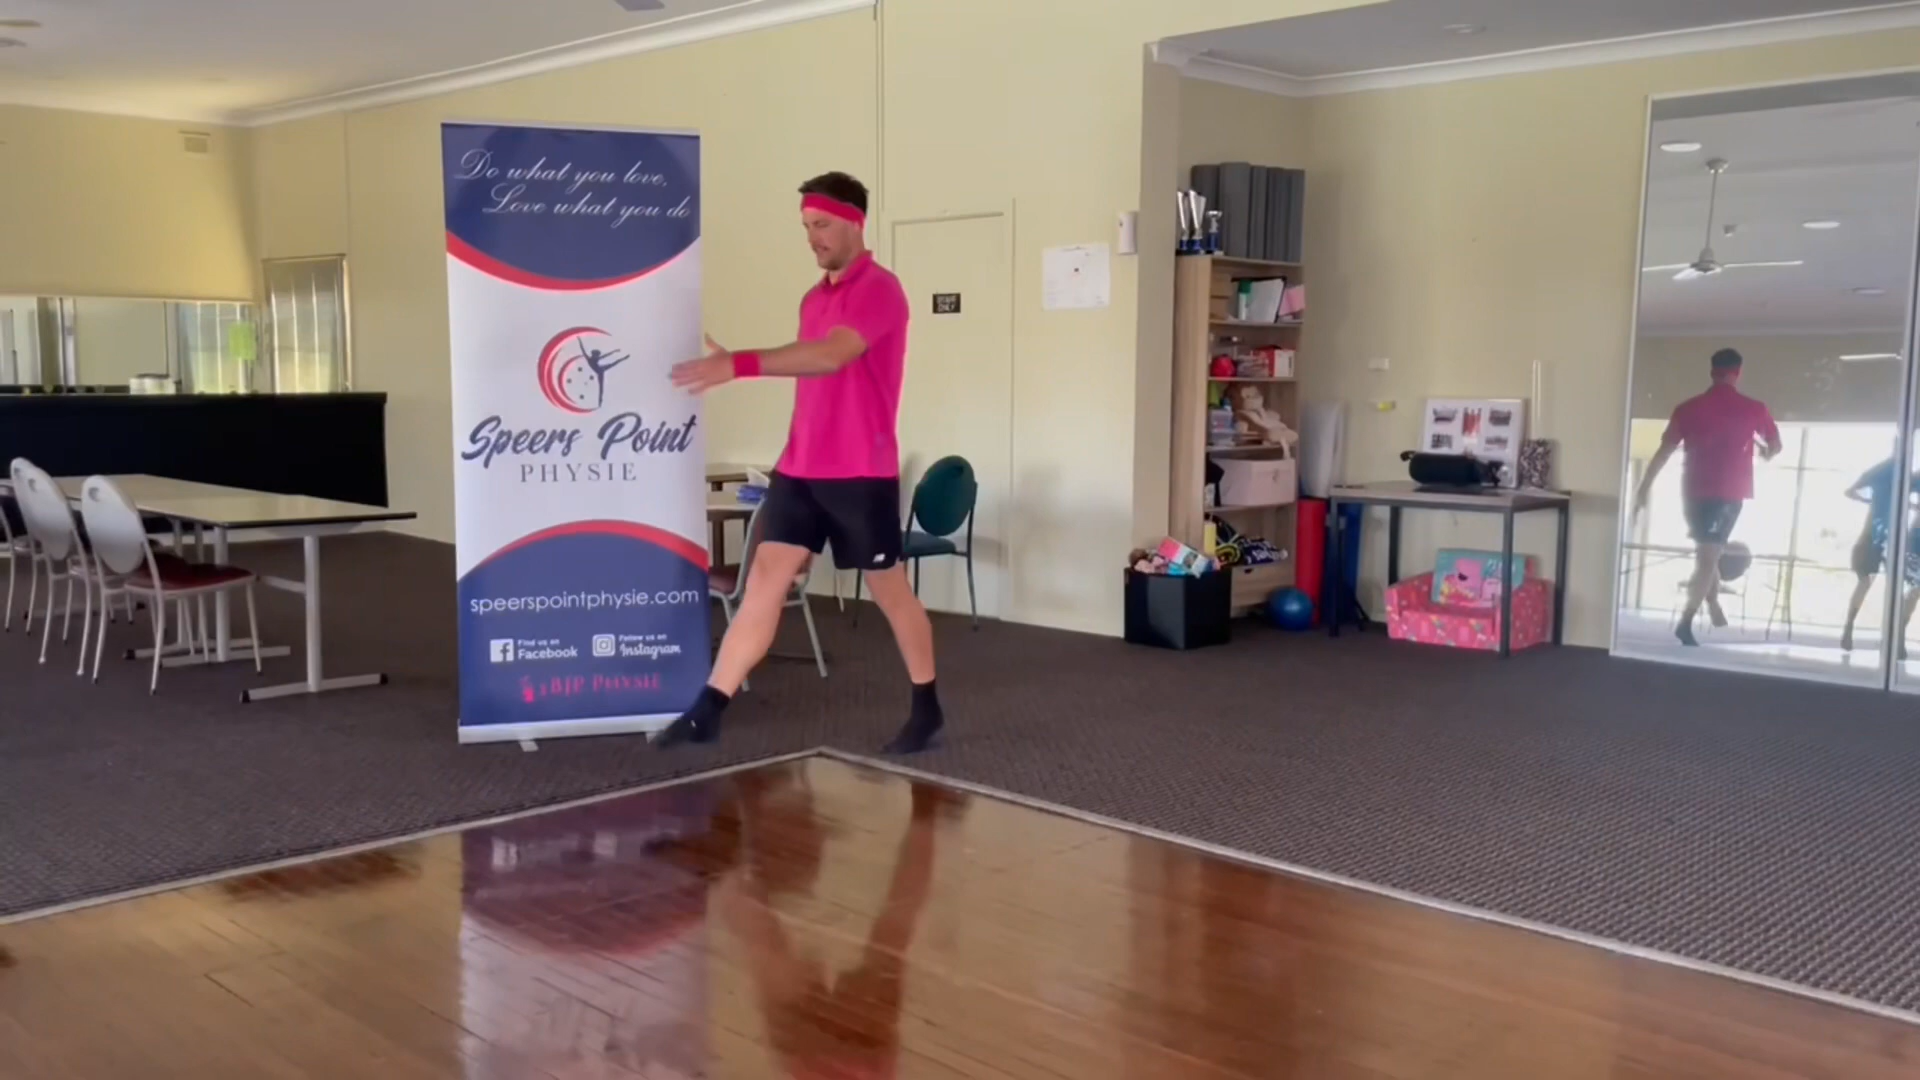 Do what you love,
Love what you do
Speers Point
PHYSIE
speerspointphysie.com
Find us on
Facebook
Follow us on
Instagram
BJP PHYSIE